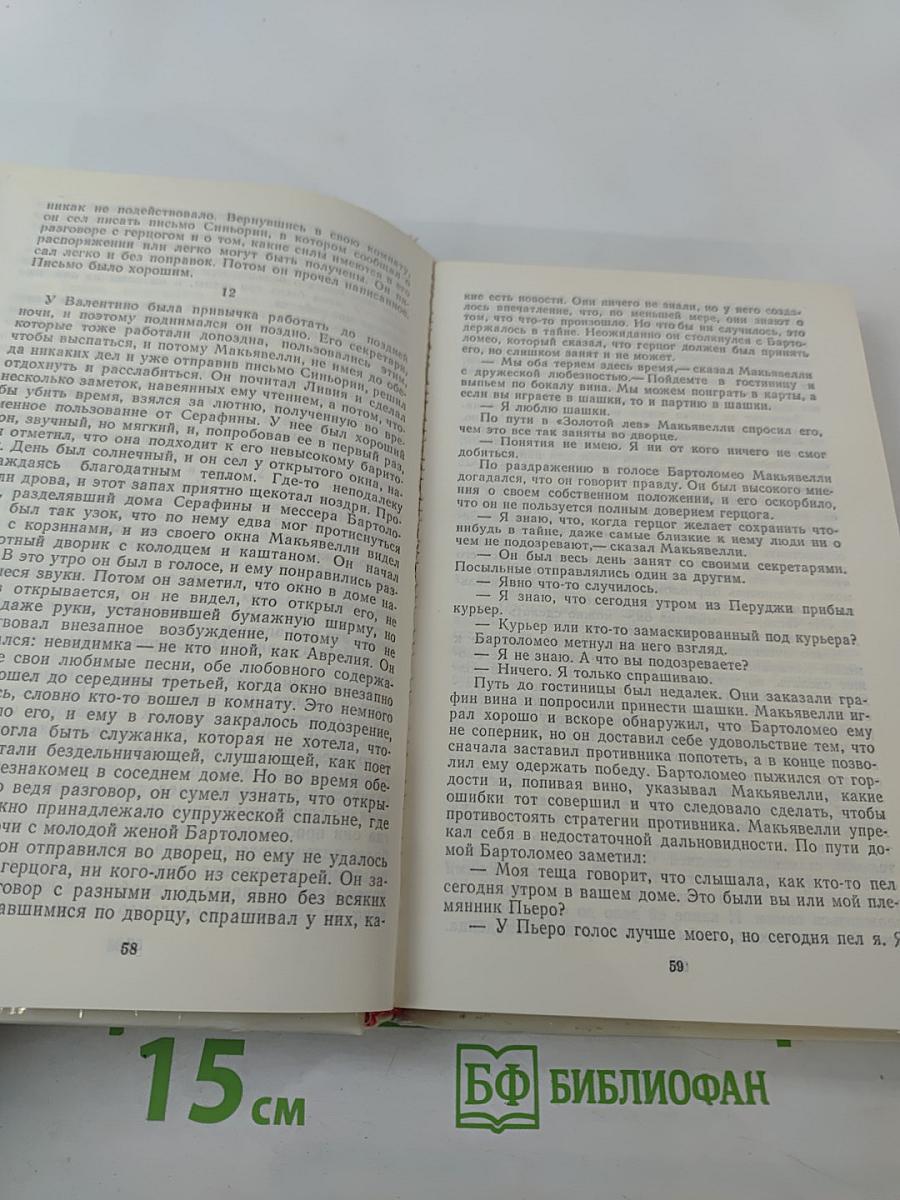 никак не подействовало. Вернувшись в свою комнату,
он сел писать письмо Синьории, в котором сообщал о
разговоре с герцогом и о том, какие силы имеются в его
распоряжении или легко могут быть получены. Он пи-
сал легко и без поправок. Потом он прочел написанное.
Письмо было хорошим.
12
У Валентино была привычка работать до поздней
ночи, и поэтому поднимался он поздно. Его секретари,
которые тоже работали допоздна, пользовались этим,
чтобы выспаться, и потому Макьявелли, не имея до обе-
да никаких дел и уже отправив письмо Синьории, решил
отдохнуть и расслабиться. Он почитал Ливия и сделал
несколько заметок, навеянных ему чтением, а потом, что-
бы убить время, взялся за лютню, полученную во вре-
менное пользование от Серафины. У нее был хороший
он, звучный, но мягкий, и, попробовав ее в первый раз,
отметил, что она подходит к его невысокому барито-
День был солнечный, и он сел у открытого окна, на-
аждаясь благодатным теплом. Где-то неподалеку
ли дрова, и этот запах приятно щекотал ноздри. Про-
, разделявший дома Серафины и мессера Бартоло-
был так узок, что по нему едва мог протиснуться
с корзинами, и из своего окна Макьявелли видел
отный дворик с колодцем и каштаном. Он начал
В это утро он был в голосе, и ему понравились раз-
иеся звуки. Потом он заметил, что окно в доме на-
в открывается, он не видел, кто открыл его, не
даже руки, установившей бумажную ширму, но
ствовал внезапное возбуждение, потому что не
ался: невидимка — не кто иной, как Аврелия. Он
е свои любимые песни, обе любовного содержа-
ошел до середины третьей, когда окно внезапно
сь, словно кто-то вошел в комнату. Это немного
ло его, и ему в голову закралось подозрение,
огла быть служанка, которая не хотела, что-
тали бездельничающей, слушающей, как поет
езнакомец в соседнем доме. Но во время обе-
о ведя разговор, он сумел узнать, что откры-
кно принадлежало супружеской спальне, где
очи с молодой женой Бартоломео.
он отправился во дворец, но ему не удалось
герцога, ни кого-либо из секретарей. Он за-
говор с разными людьми, явно без всяких
авшимися по дворцу, спрашивал у них, ка-
58
кие есть новости. Они ничего не знали, но у него созда-
лось впечатление, что, по меньшей мере, они знают о
том, что что-то произошло. Но что бы ни случилось, это
держалось в тайне. Неожиданно он столкнулся с Барто-
ломео, который сказал, что герцог должен был принять
его, но слишком занят и не может.
— Мы оба теряем здесь время,— сказал Макьявелли
с дружеской любезностью.— Пойдемте в гостиницу и
выпьем по бокалу вина. Мы можем поиграть в карты, а
если вы играете в шашки, то и партию в шашки.
— Я люблю шашки.
По пути в «Золотой лев» Макьявелли спросил его,
чем это все так заняты во дворце.
— Понятия не имею. Я ни от кого ничего не смог
добиться.
По раздражению в голосе Бартоломео Макьявелли
догадался, что он говорит правду. Он был высокого мне-
ния о своем собственном положении, и его оскорбило,
что он не пользуется полным доверием герцога.
— Я знаю, что, когда герцог желает сохранить что-
нибудь в тайне, даже самые близкие к нему люди ни о
чем не подозревают,— сказал Макьявелли.
— Он был весь день занят со своими секретарями.
Посыльные отправлялись один за другим.
— Явно что-то случилось.
— Я знаю, что сегодня утром из Перуджи прибыл
курьер.
— Курьер или кто-то замаскированный под курьера?
Бартоломео метнул на него взгляд.
— Я не знаю. А что вы подозреваете?
— Ничего. Я только спрашиваю.
Путь до гостиницы был недалек. Они заказали гра-
фин вина и попросили принести шашки. Макьявелли иг-
рал хорошо и вскоре обнаружил, что Бартоломео ему
не соперник, но он доставил себе удовольствие тем, что
сначала заставил противника попотеть, а в конце позво-
лил ему одержать победу. Бартоломео пыжился от гор-
дости и, попивая вино, указывал Макьявелли, какие
ошибки тот совершил и что следовало сделать, чтобы
противостоять стратегии противника. Макьявелли упре-
кал себя в недостаточной дальновидности. По пути до-
мой Бартоломео заметил:
— Моя теща говорит, что слышала, как кто-то пел
сегодня утром в вашем доме. Это были вы или мой пле-
мянник Пьеро?
— У Пьеро голос лучше моего, но сегодня пел я. Я
59
15 см
БФ БИБЛИОФАН